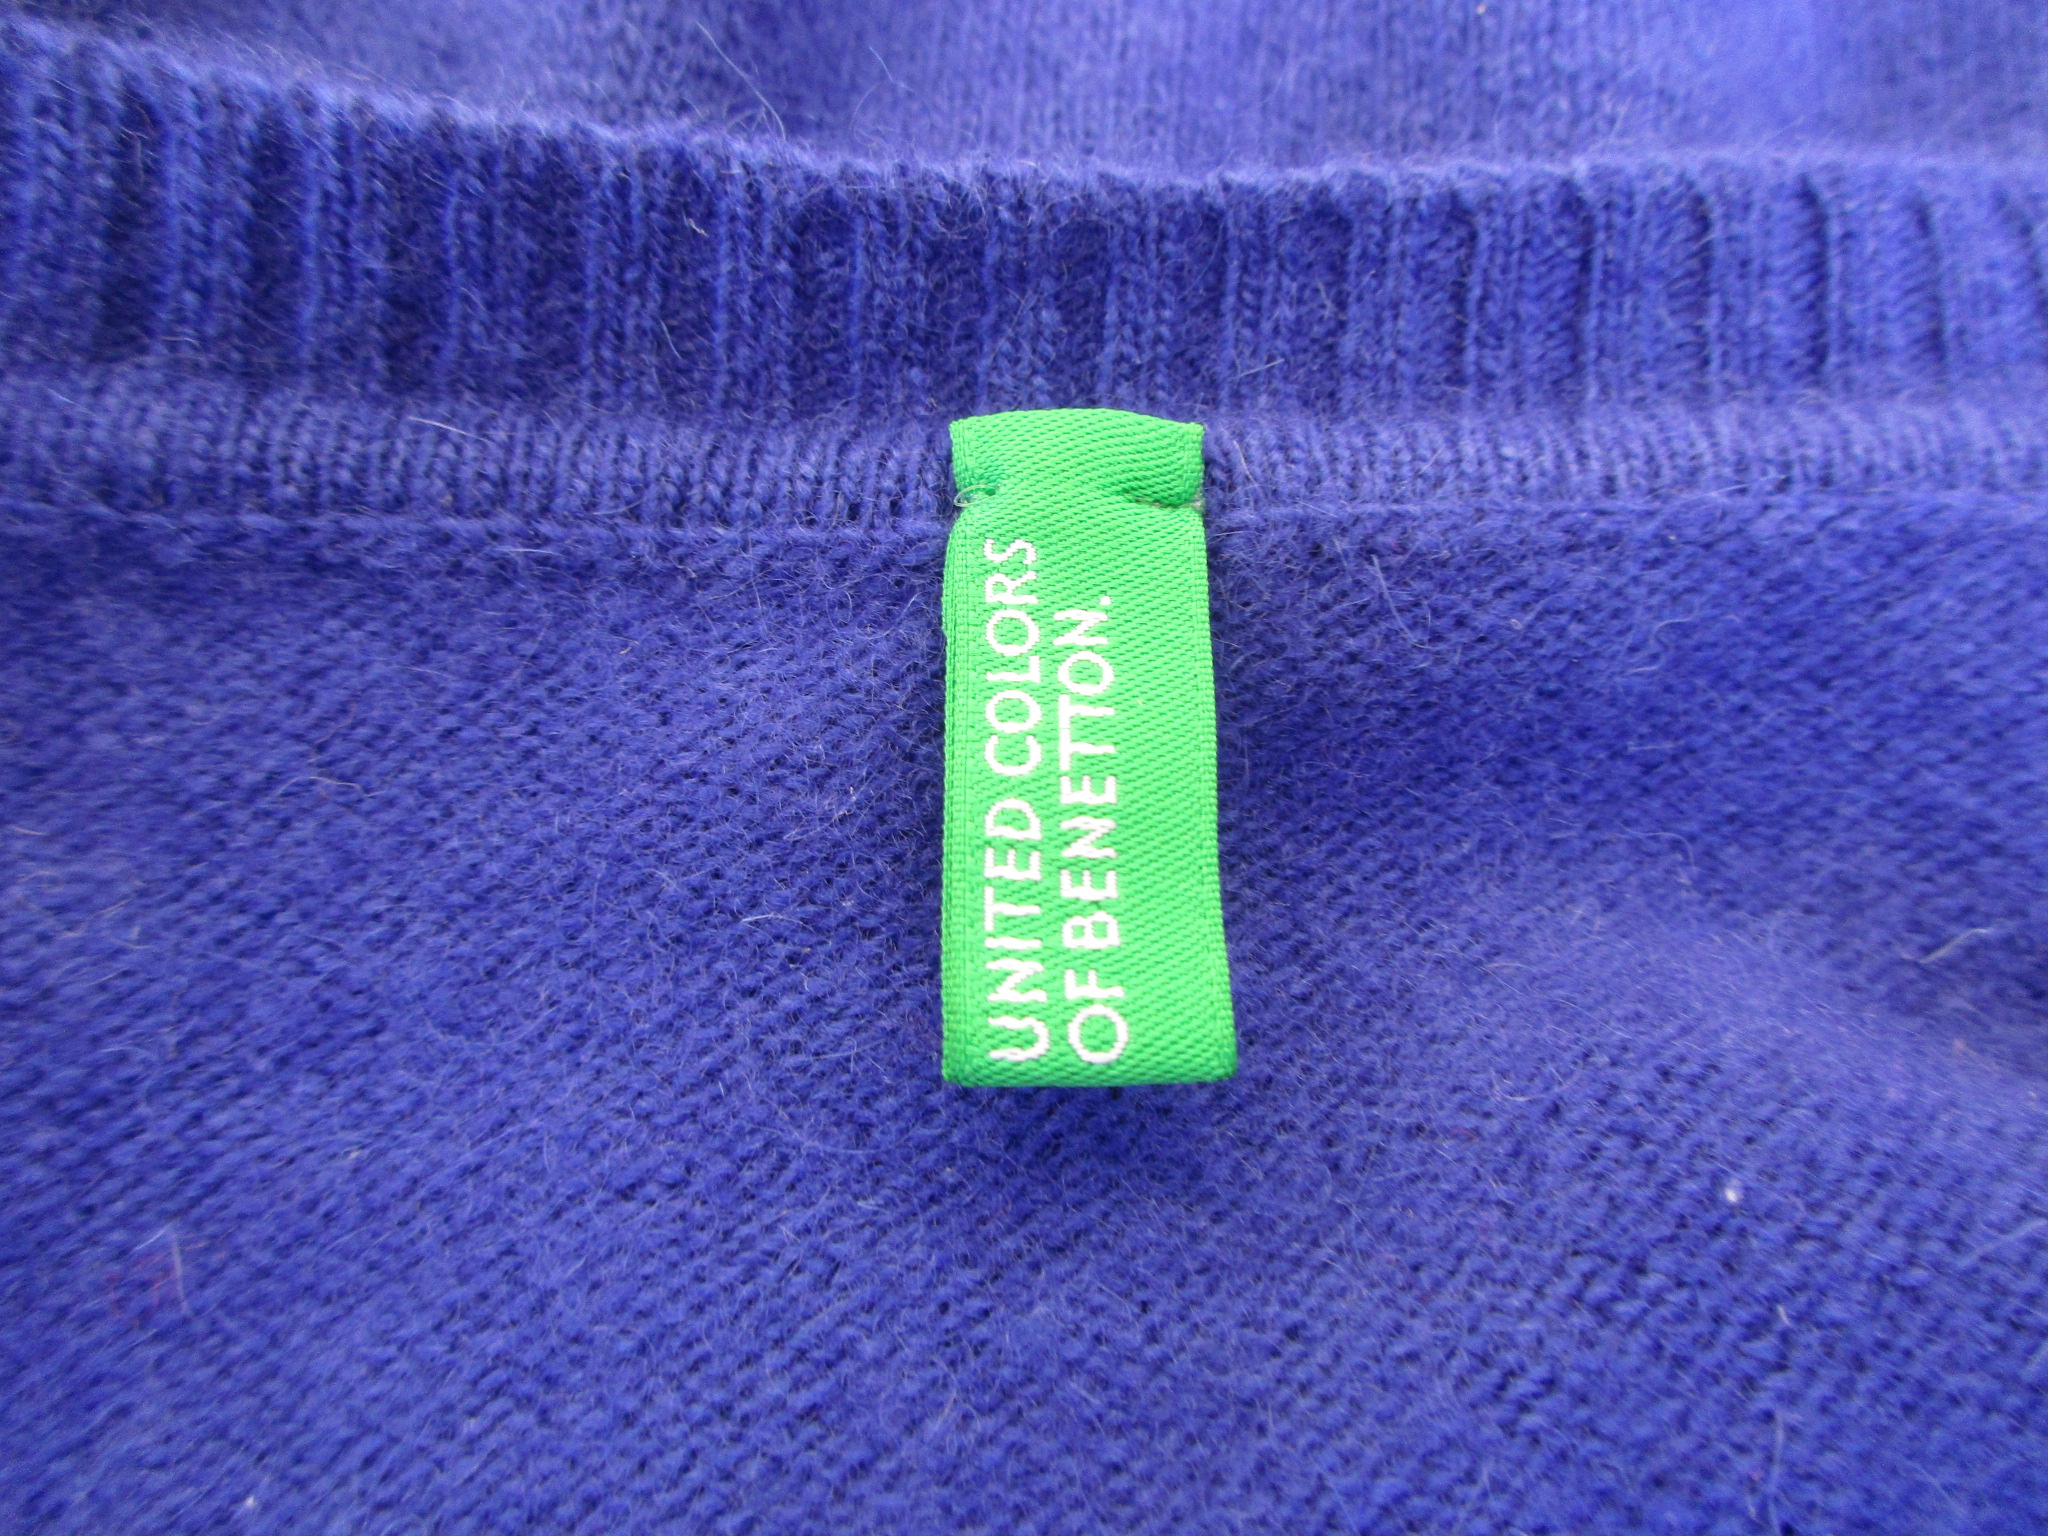 UNITED COLORS
OF BENETTON.